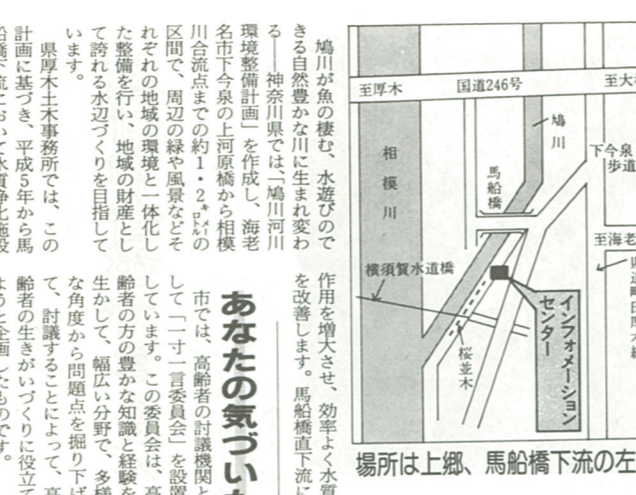 鳩川が魚の棲む、水遊びので
きる自然豊かな川に生まれ変わ
る――神奈川県では、「鳩川河川
環境整備計画」を作成し、海老
名市下今泉の上河原橋から相模
川合流点までの約1・2キロメートルの
区間で、周辺の緑や風景などそ
れぞれの地域の環境と一体化し
た整備を行い、地域の財産とし
て誇れる水辺づくりを目指して
います。
県厚木土木事務所では、この
計画に基づき、平成5年から馬
船橋下流において水質浄化施設
至厚木
国道246号
至大
鳩川
相模川
馬船橋
下今泉
歩道
至海老
横須賀水道橋
インフォメーション
センター
桜並木
場所は上郷、馬船橋下流の左
作用を増大させ、効率よく水質
を改善します。馬船橋直下流に
あなたの気づい
市では、高齢者の討議機関と
して「一寸一言委員会」を設置
しています。この委員会は、高
齢者の方の豊かな知識と経験を
生かして、幅広い分野で、多様
な角度から問題点を掘り下げ
て、討議することによって、高
齢者の生きがいづくりに役立て
ようと企画したものです。